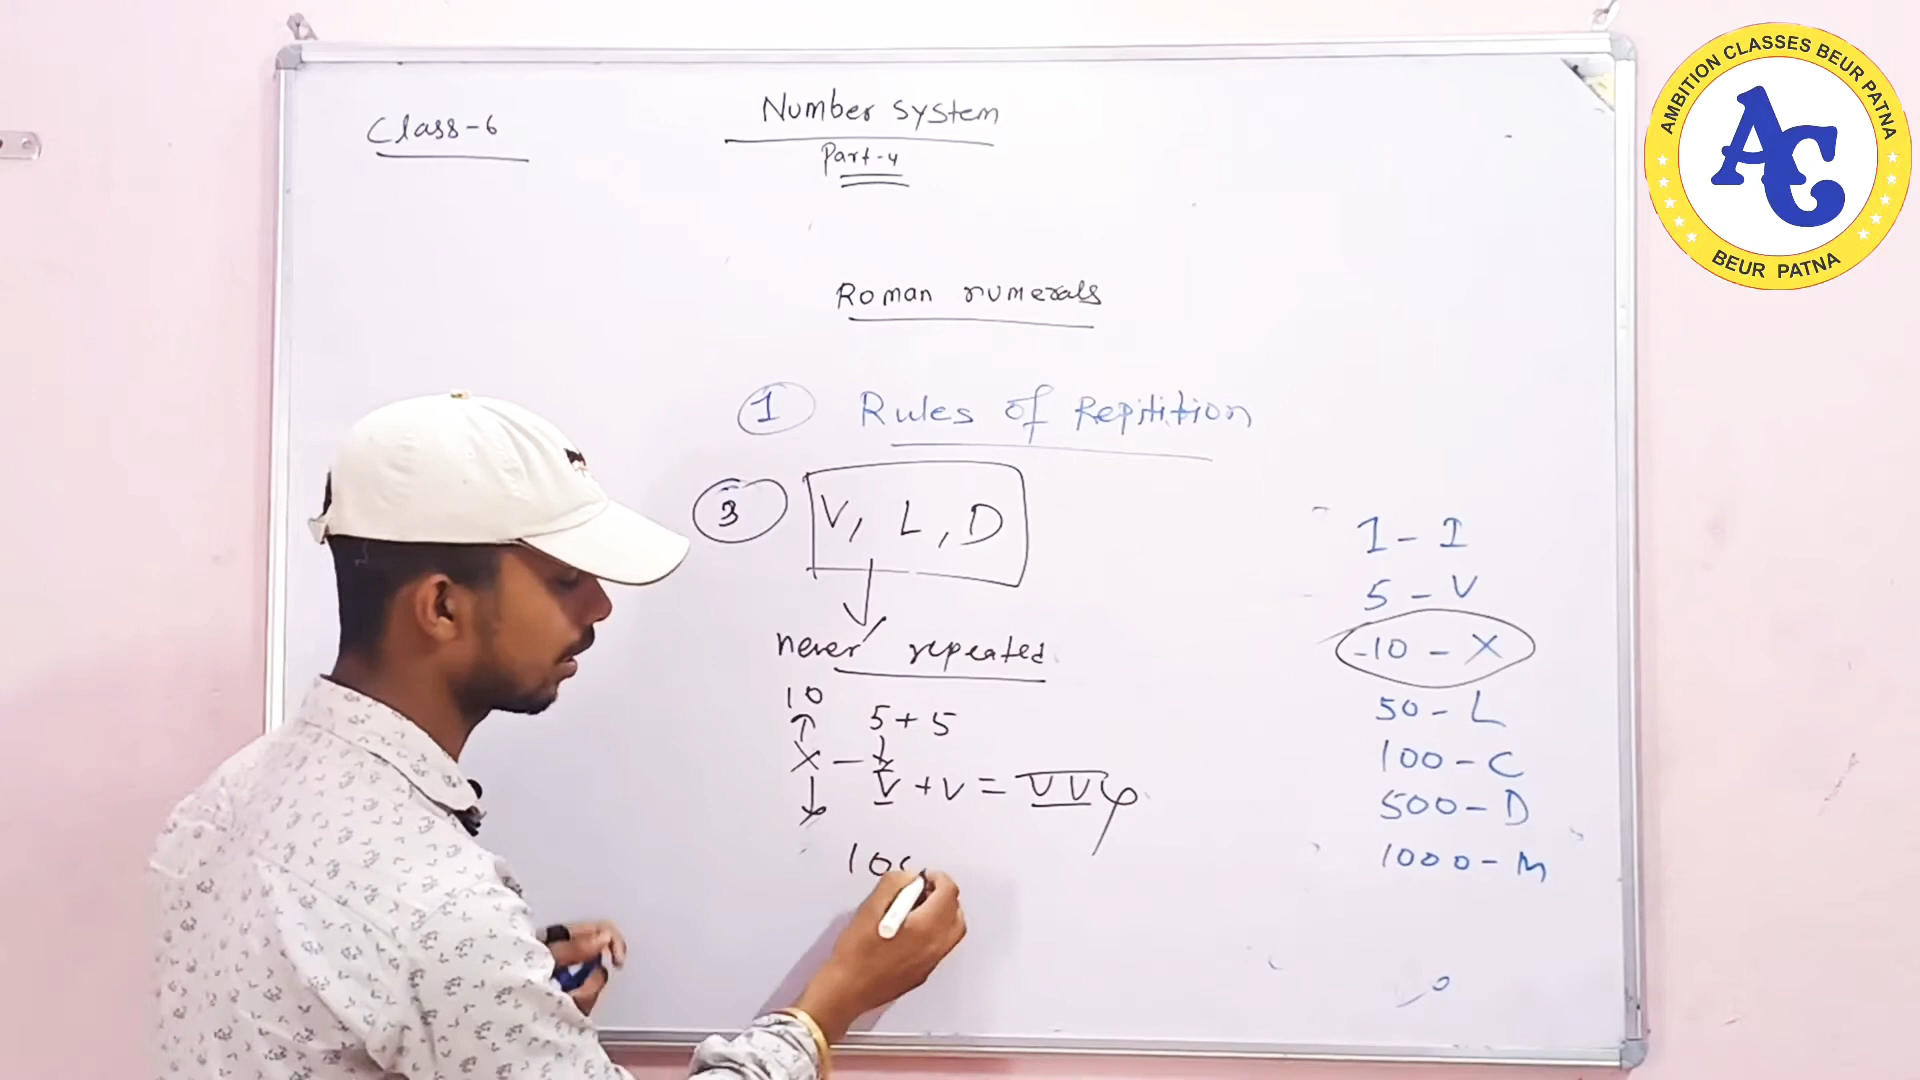 Class-6
Number system
Part-4
Roman numerals
1 Rules of Repitition
3 V, L, D
never repeated
10
5 + 5
X - V + V = VV
100
1 - I
5 - V
10 - X
50 - L
100 - C
500 - D
1000 - M
AMBITION CLASSES BEUR PATNA
AC
BEUR PATNA